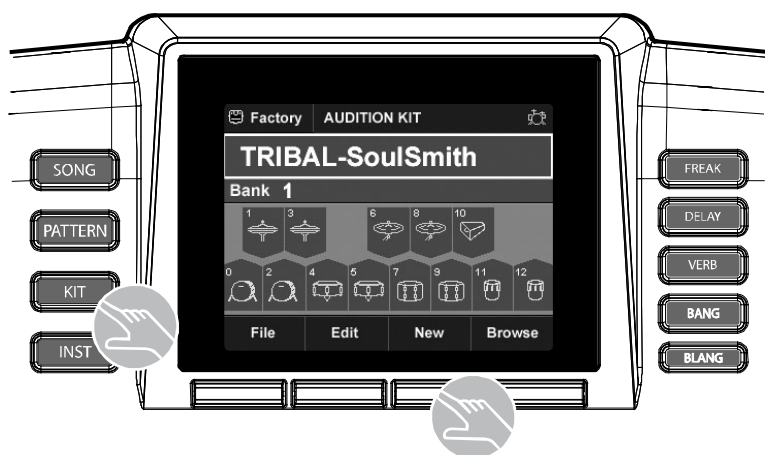 Factory AUDITION KIT
TRIBAL-SoulSmith
Bank 1
1 3 6 8 10
0 2 4 5 7 9 11 12
File Edit New Browse
SONG
PATTERN
KIT
INST
FREAK
DELAY
VERB
BANG
BLANG